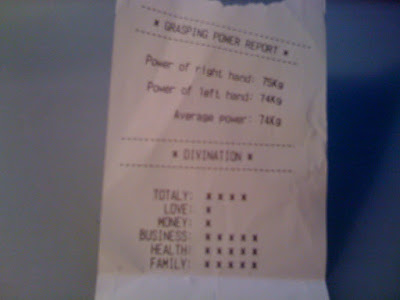 * GRASPING POWER REPORT *
Power of right hand: 75Kg
Power of left hand: 74Kg
Average power: 74Kg
* DIVINATION *
TOTALY: * * * *
LOVE: *
MONEY: *
BUSINESS: * * * * *
HEALTH: * * * * *
FAMILY: * * * * *